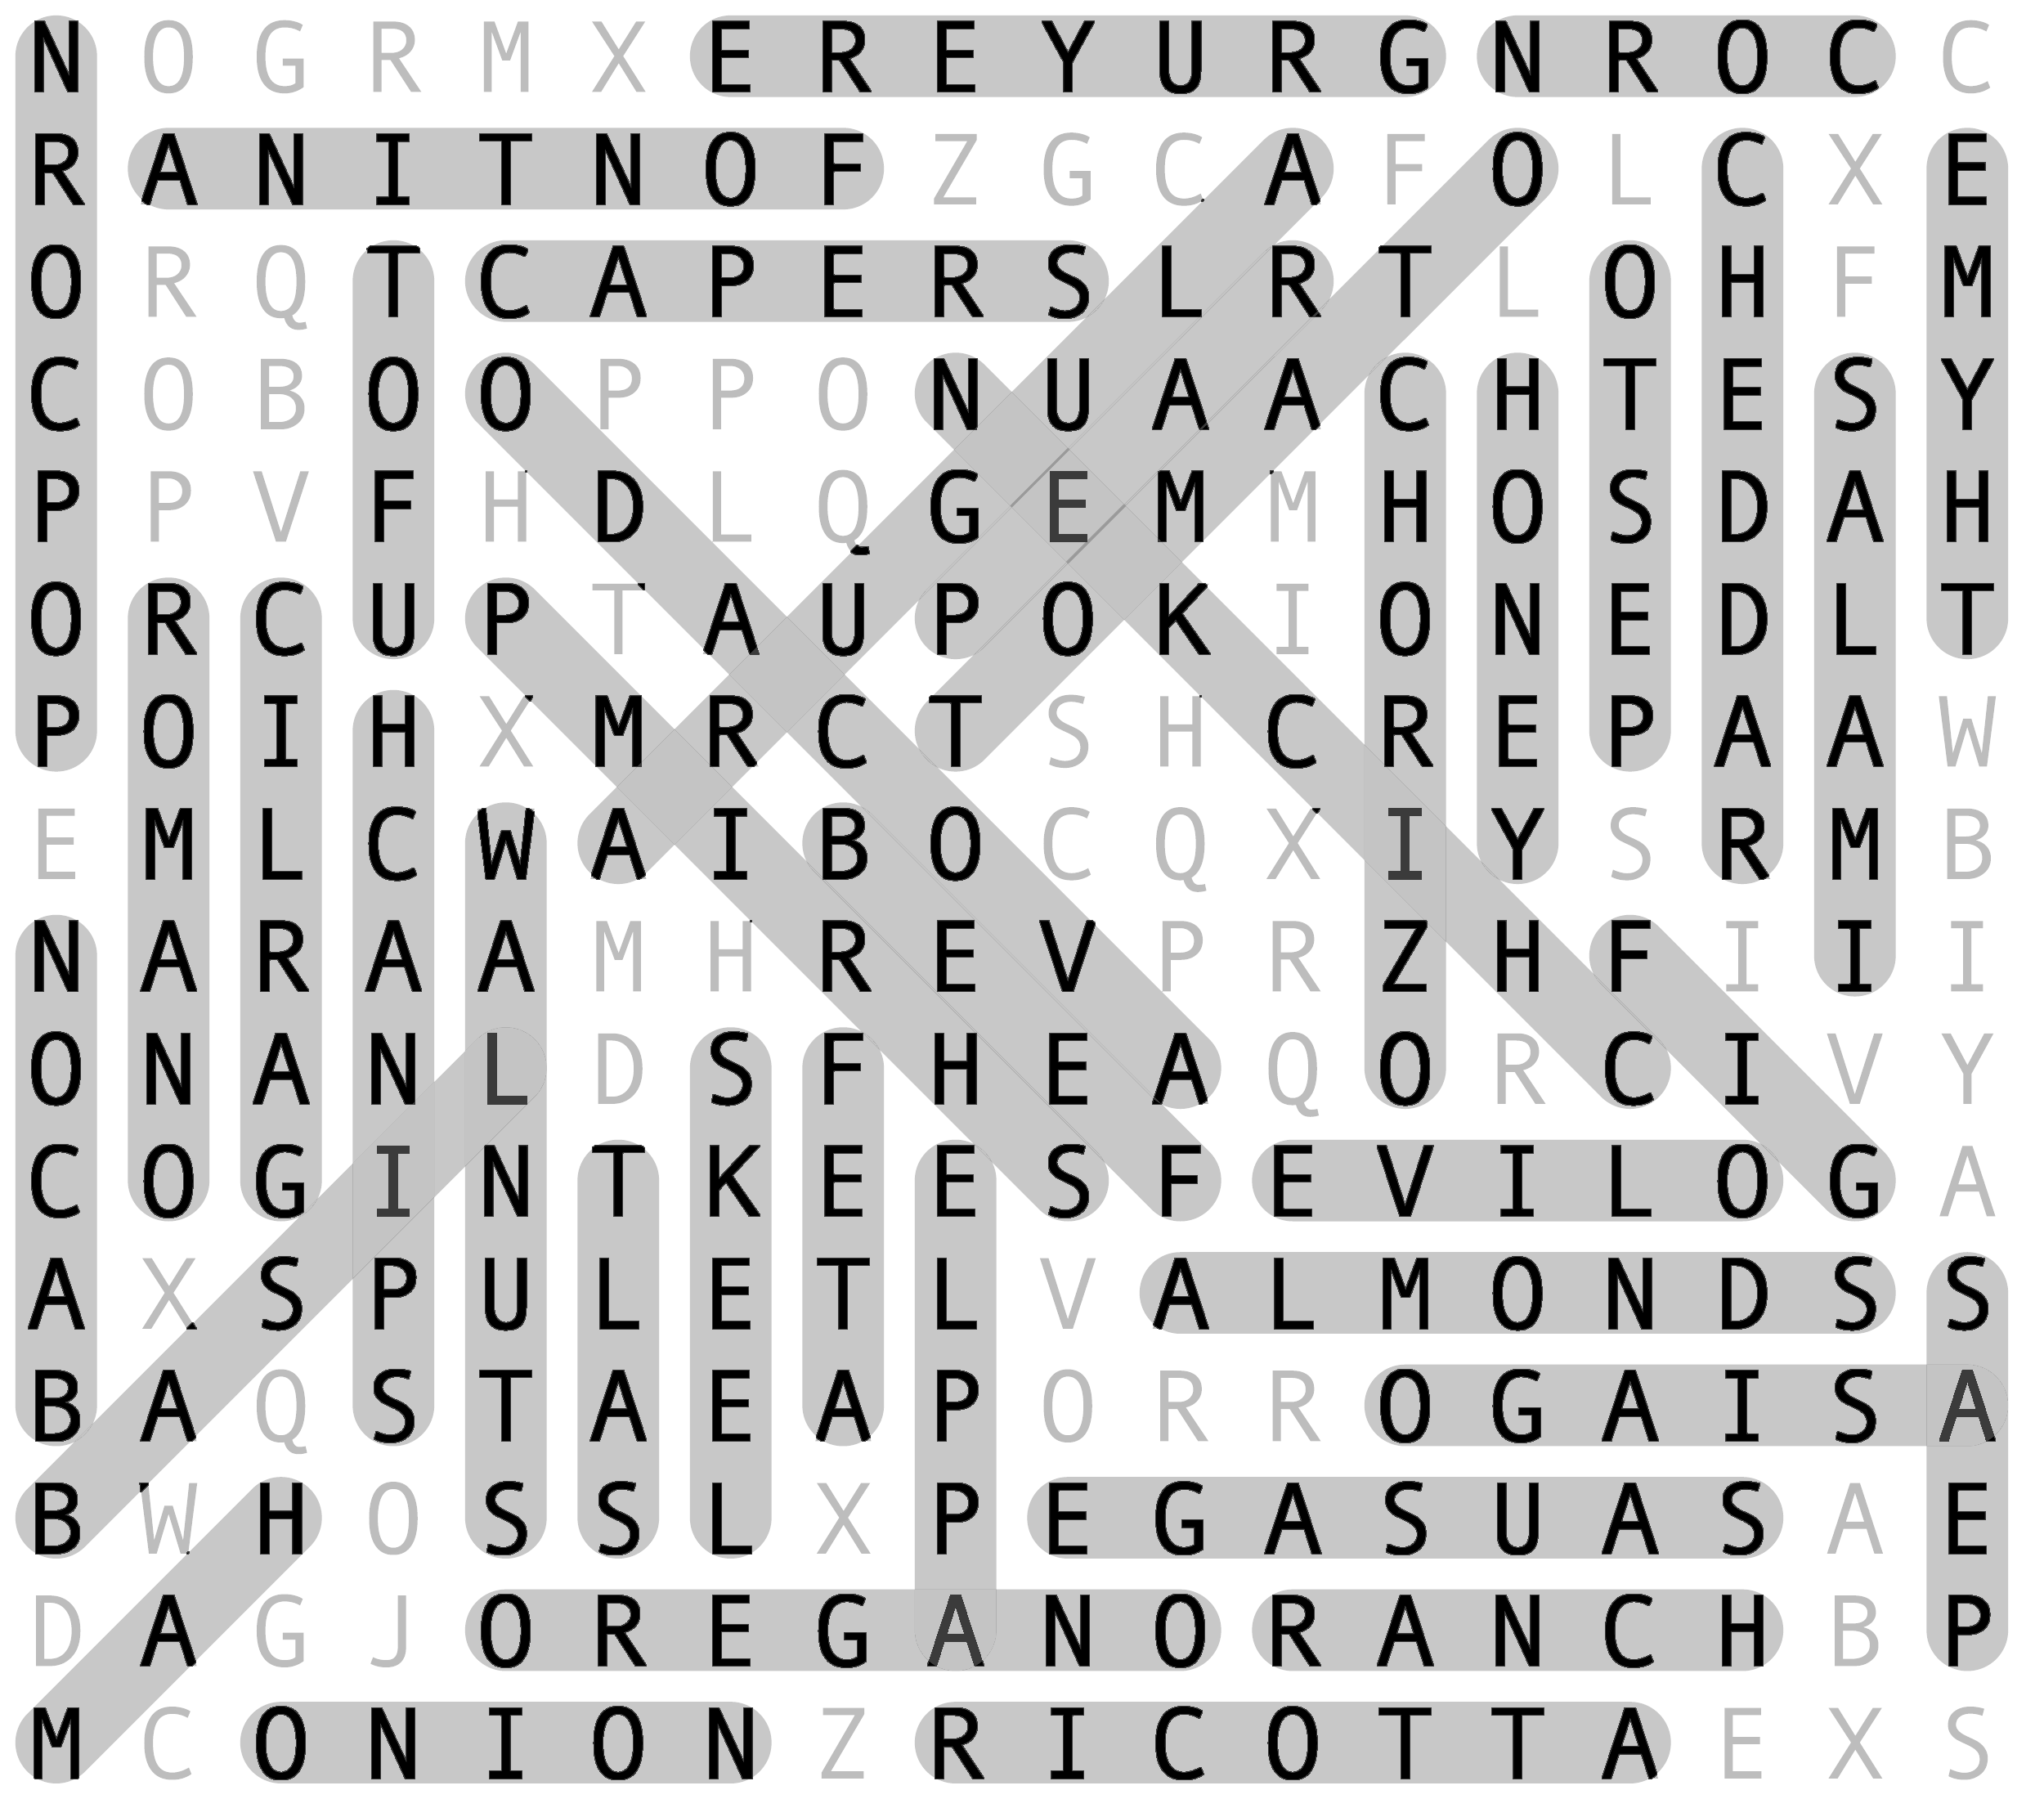 N O G R M X E R E Y U R G N R O C C
R A N I T N O F Z G C A F O L C X E
O R Q T C A P E R S L R T L O H F M
C O B O O P P O N U A A C H T E S Y
P P V F H D L Q G E M M H O S D A H
O R C U P T A U P O K I O N E D L T
P O I H X M R C T S H C R E P A A W
E M L C W A I B O C Q X I Y S R M B
N A R A A M H R E V P R Z H F I I I
O N A N L D S F H E A Q O R C I V Y
C O G I N T K E E S F E V I L O G A
A X S P U L E T L V A L M O N D S S
B A Q S T A E A P O R R O G A I S A
B W H O S S L X P E G A S U A S A E
D A G J O R E G A N O R A N C H B P
M C O N I O N Z R I C O T T A E X S